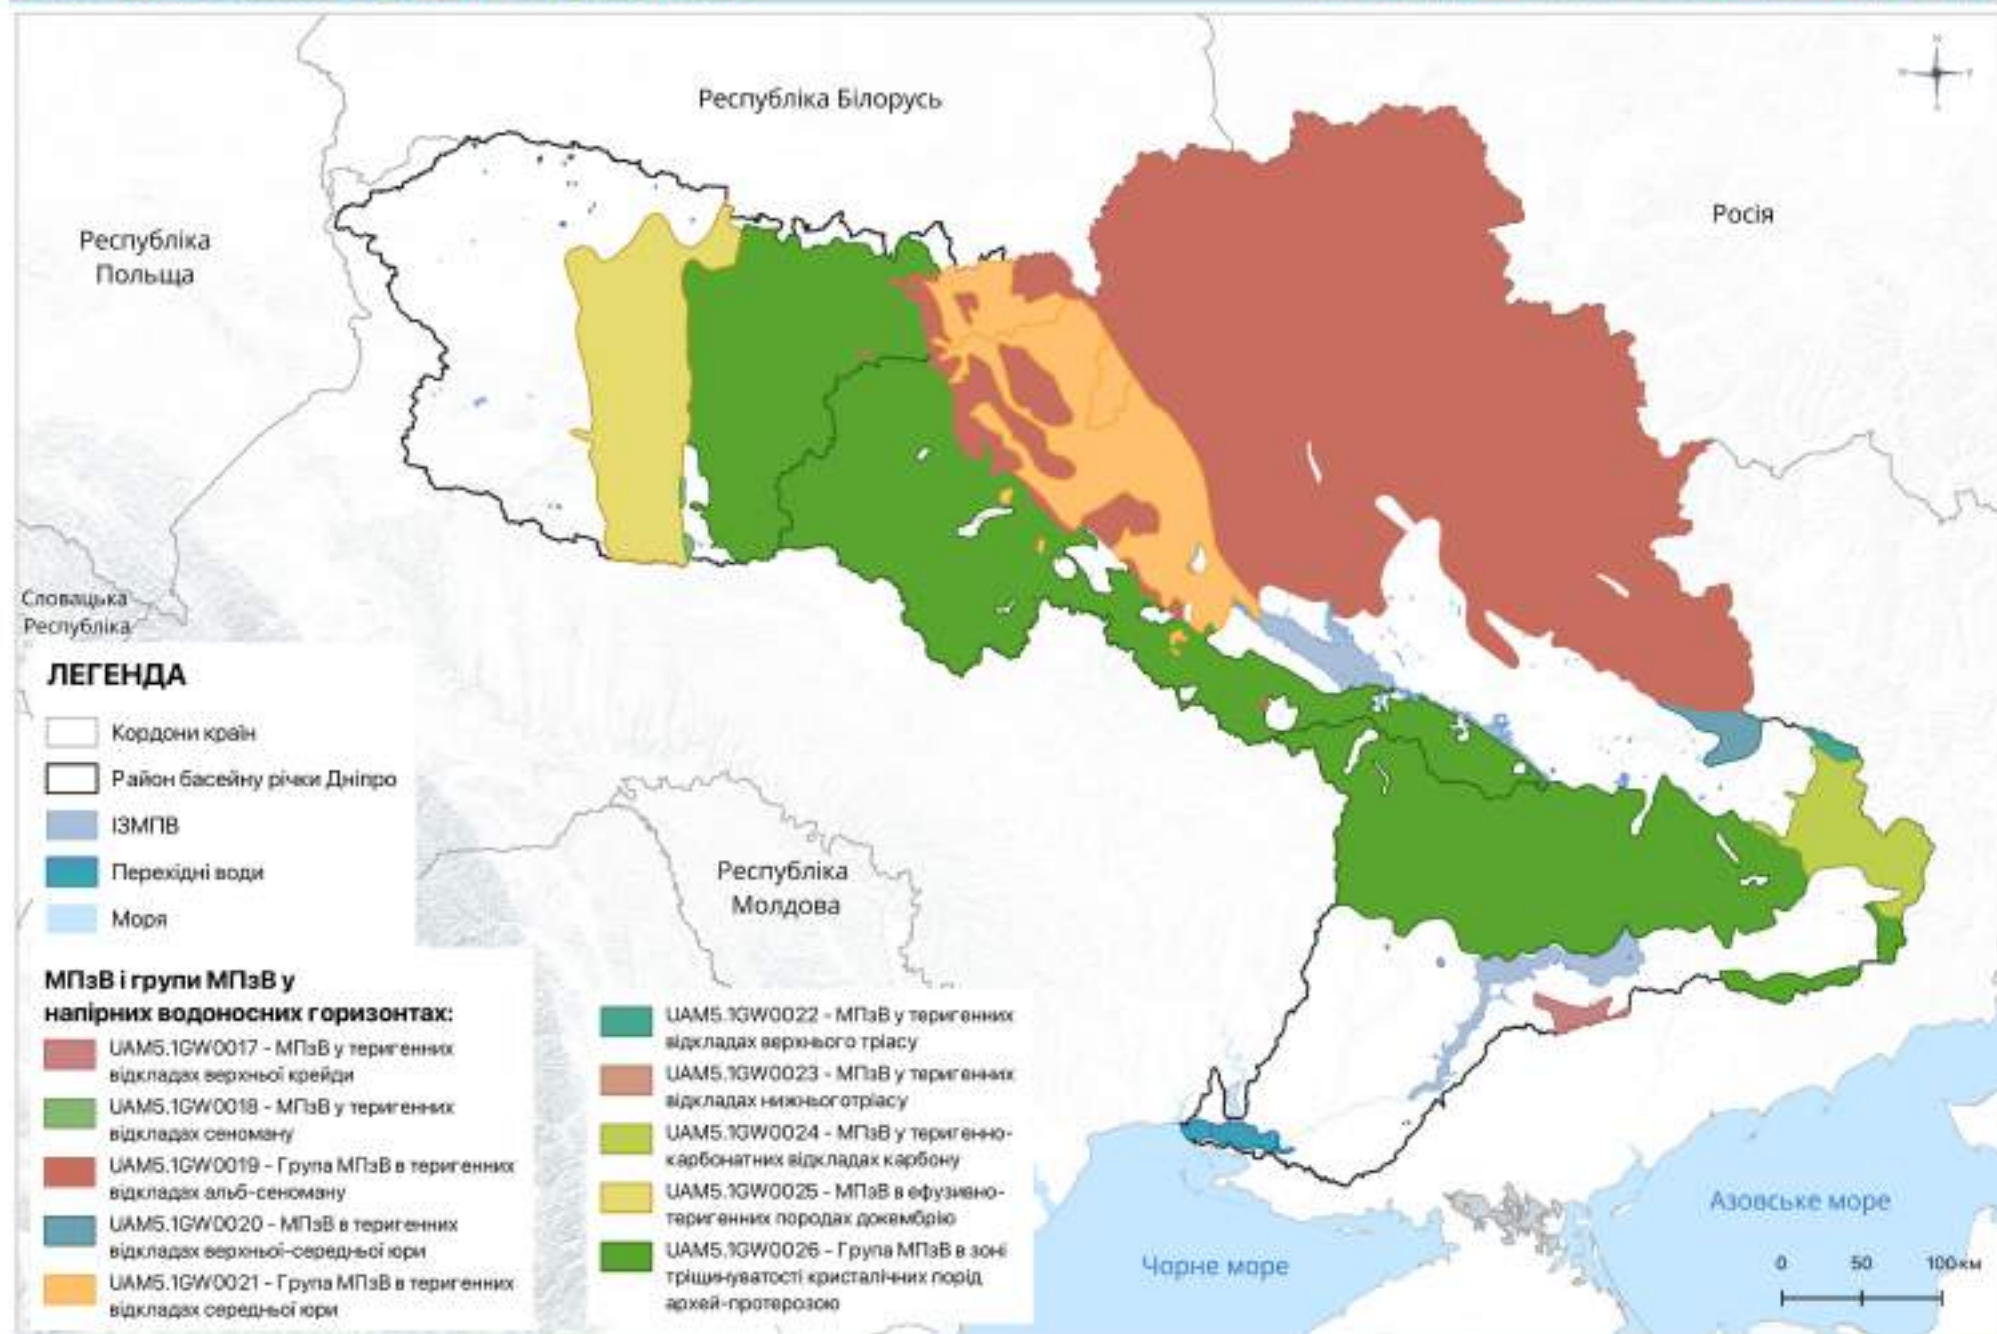 Республіка Білорусь
Росія
Республіка
Польща
Словацька
Республіка
Республіка
Молдова
ЛЕГЕНДА
Кордони країн
Район басейну річки Дніпро
ІЗМПВ
Перехідні води
Моря
МПзВ і групи МПзВ у
напірних водоносних горизонтах:
UAM5.1GW0017 - МПзВ у теригенних
відкладах верхньої крейди
UAM5.1GW0018 - МПзВ у теригенних
відкладах сеноману
UAM5.1GW0019 - Група МПзВ в теригенних
відкладах альб-сеноману
UAM5.1GW0020 - МПзВ в теригенних
відкладах верхньої-середньої юри
UAM5.1GW0021 - Група МПзВ в теригенних
відкладах середньої юри
UAM5.1GW0022 - МПзВ у теригенних
відкладах верхнього тріасу
UAM5.1GW0023 - МПзВ у теригенних
відкладах нижньоготріасу
UAM5.1GW0024 - МПзВ у теригенно-
карбонатних відкладах карбону
UAM5.1GW0025 - МПзВ в ефузивно-
теригенних породах докембрію
UAM5.1GW0026 - Група МПзВ в зоні
тріщинуватості кристалічних порід
архей-протерозою
Азовське море
Чорне море
0 50 100 км